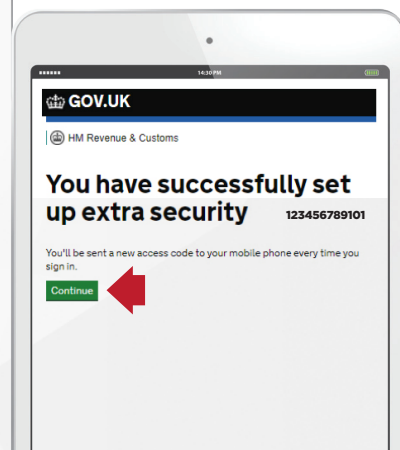 14:30 PM
GOV.UK
HM Revenue & Customs
You have successfully set
up extra security 123456789101
You'll be sent a new access code to your mobile phone every time you
sign in.
Continue